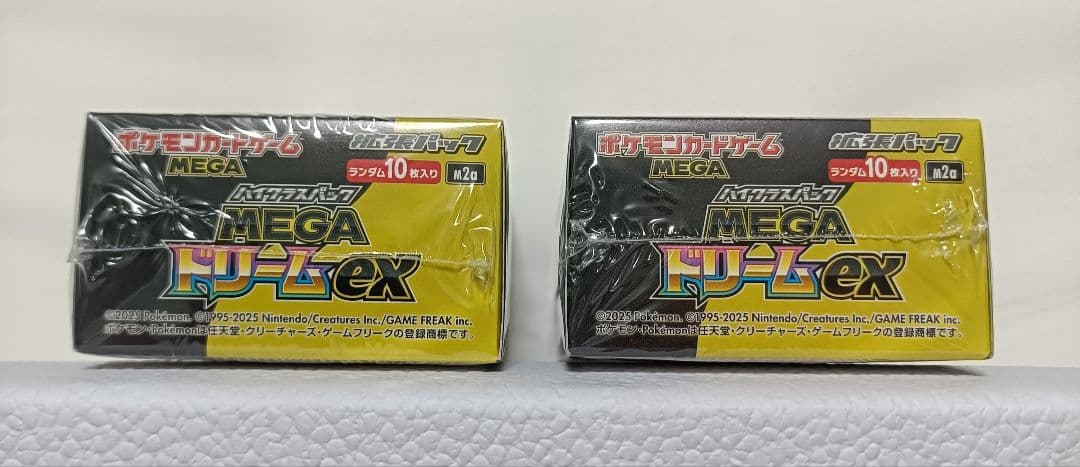 ポケモンカードゲーム
MEGA
拡張パック
ランダム10枚入り
M2a
ハイクラスパック
MEGA
ドリームex
©2025 Pokémon. ©1995-2025 Nintendo/Creatures Inc./GAME FREAK inc.
ポケモン・Pokémonは任天堂・クリーチャーズ・ゲームフリークの登録商標です。
ポケモンカードゲーム
MEGA
拡張パック
ランダム10枚入り
M2a
ハイクラスパック
MEGA
ドリームex
©2025 Pokémon. ©1995-2025 Nintendo/Creatures Inc./GAME FREAK inc.
ポケモン・Pokémonは任天堂・クリーチャーズ・ゲームフリークの登録商標です。